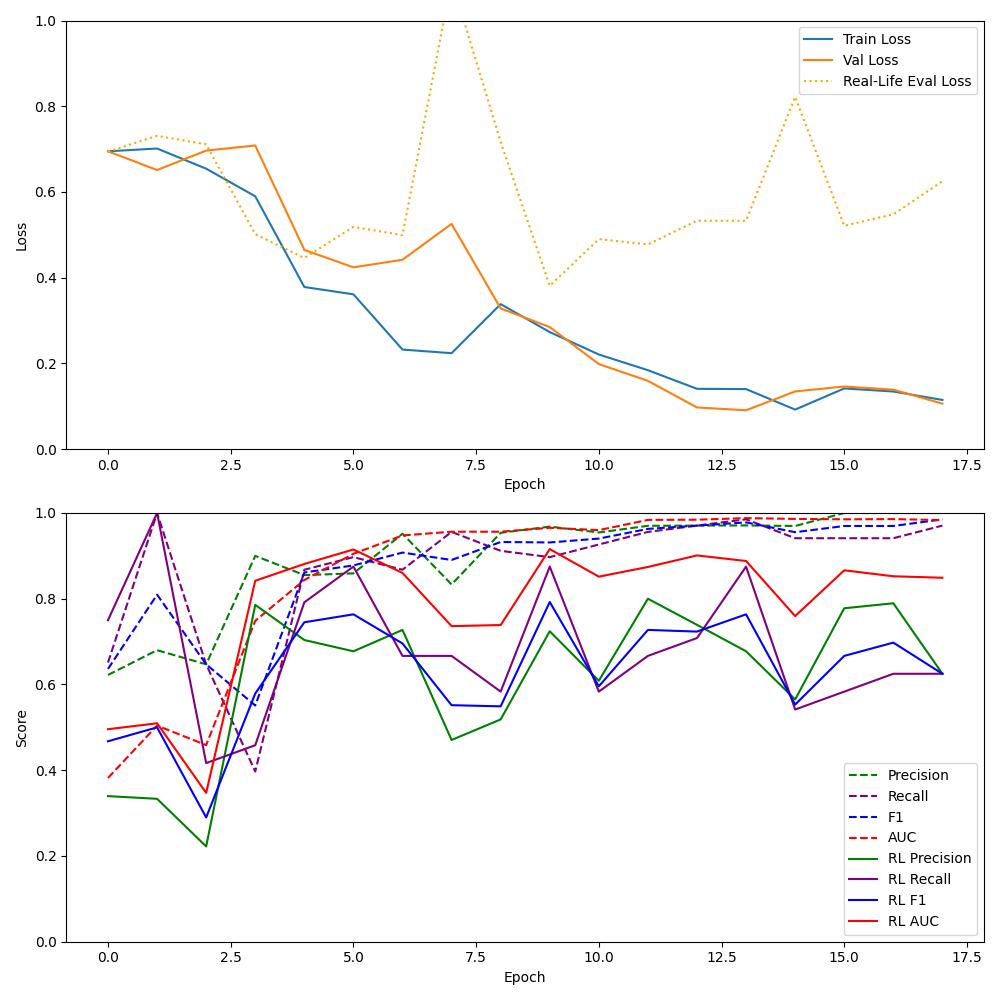 1.0
0.8
0.6
0.4
0.2
0.0
Loss
Train Loss
Val Loss
Real-Life Eval Loss
0.0 2.5 5.0 7.5 10.0 12.5 15.0 17.5
Epoch
1.0
0.8
0.6
0.4
0.2
0.0
Score
Precision
Recall
F1
AUC
RL Precision
RL Recall
RL F1
RL AUC
0.0 2.5 5.0 7.5 10.0 12.5 15.0 17.5
Epoch